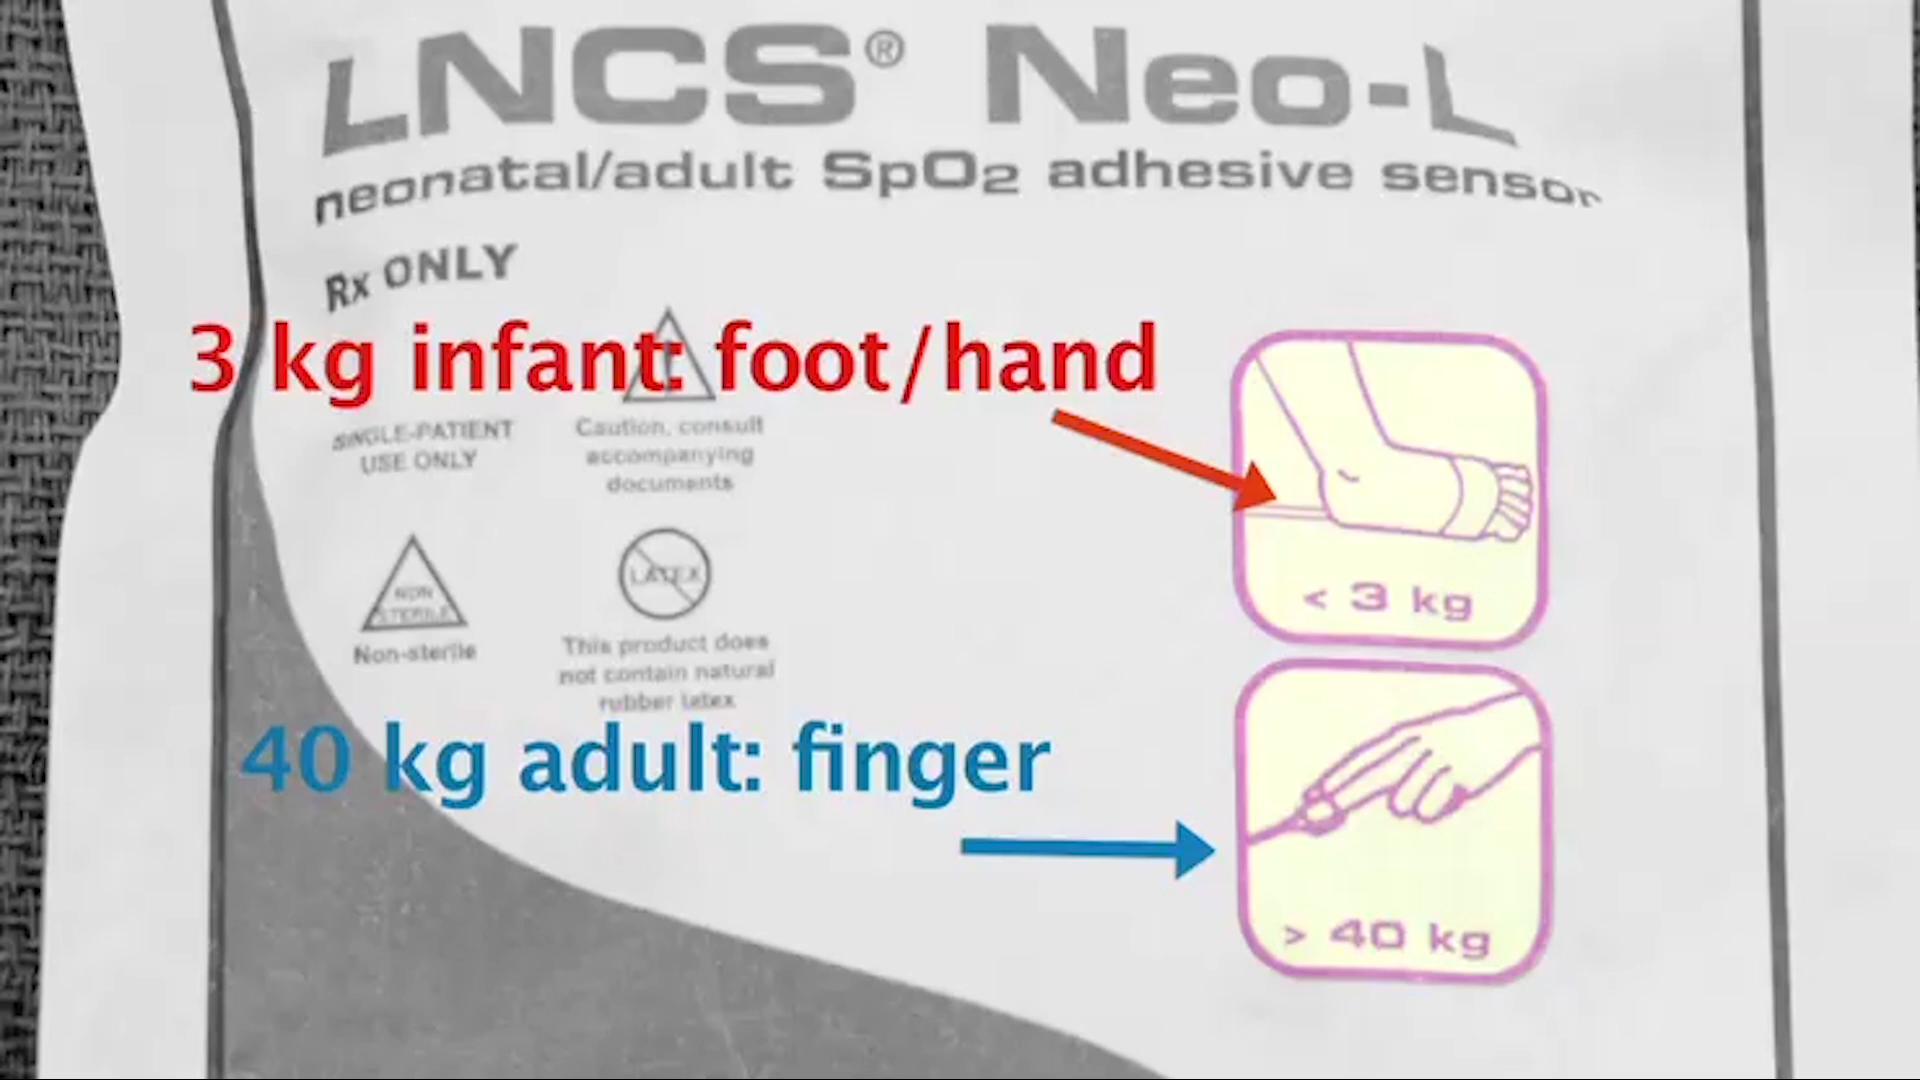 LNCS® Neo-L
neonatal/adult SpO2 adhesive sensor
Rx ONLY
3 kg infant: foot/hand
SINGLE-PATIENT
USE ONLY
Caution, consult
accompanying
documents
< 3 kg
NON
STERILE
Non-sterile
LATEX
This product does
not contain natural
rubber latex
40 kg adult: finger
> 40 kg